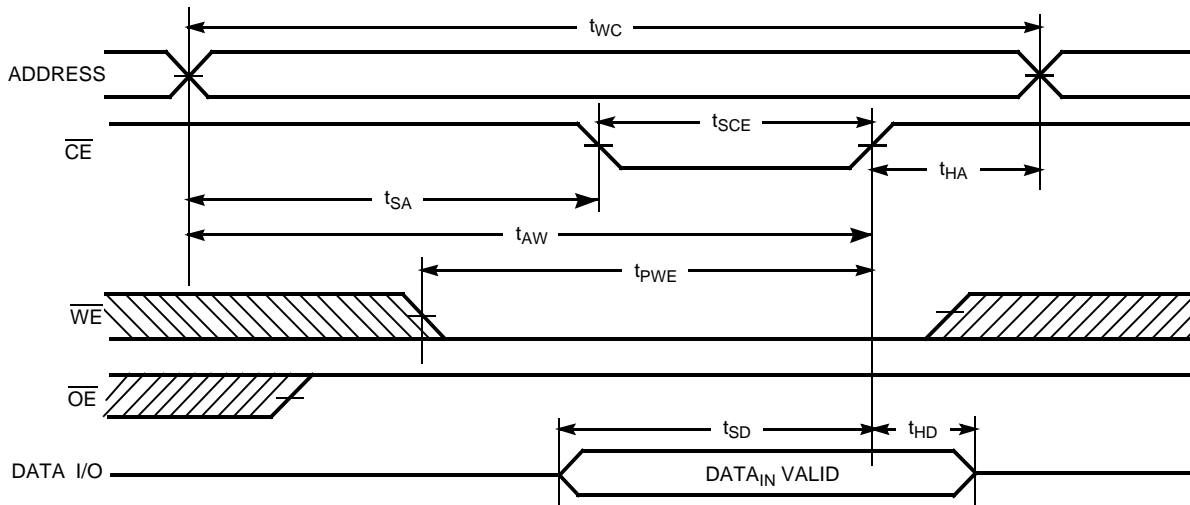 tWC
ADDRESS
tSCE
CE
tHA
tSA
tAW
tPWE
WE
OE
tSD
tHD
DATA I/O
DATAIN VALID